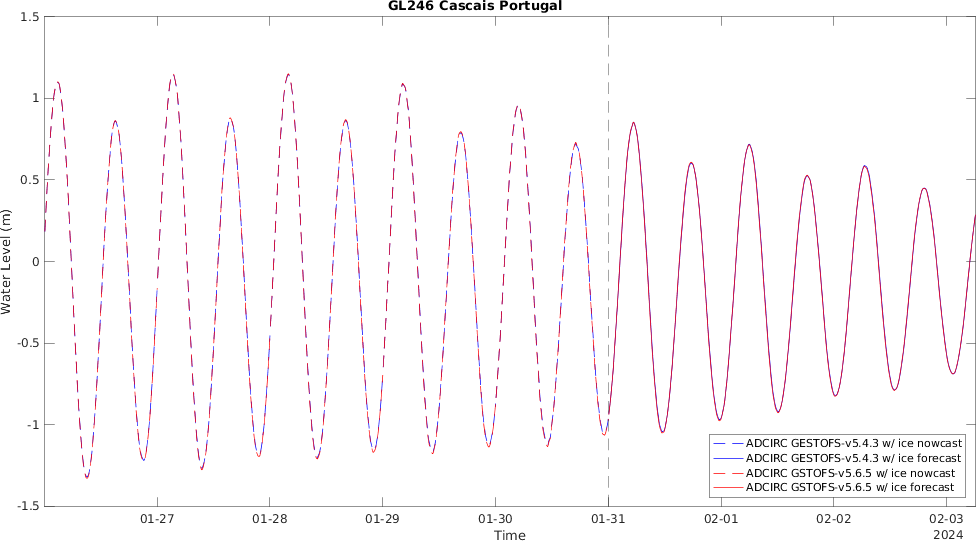 GL246 Cascais Portugal
1.5
1
0.5
0
-0.5
-1
-1.5
Water Level (m)
01-27
01-28
01-29
01-30
01-31
02-01
02-02
02-03
Time
2024
ADCIRC GESTOFS-v5.4.3 w/ ice nowcast
ADCIRC GESTOFS-v5.4.3 w/ ice forecast
ADCIRC GSTOFS-v5.6.5 w/ ice nowcast
ADCIRC GSTOFS-v5.6.5 w/ ice forecast